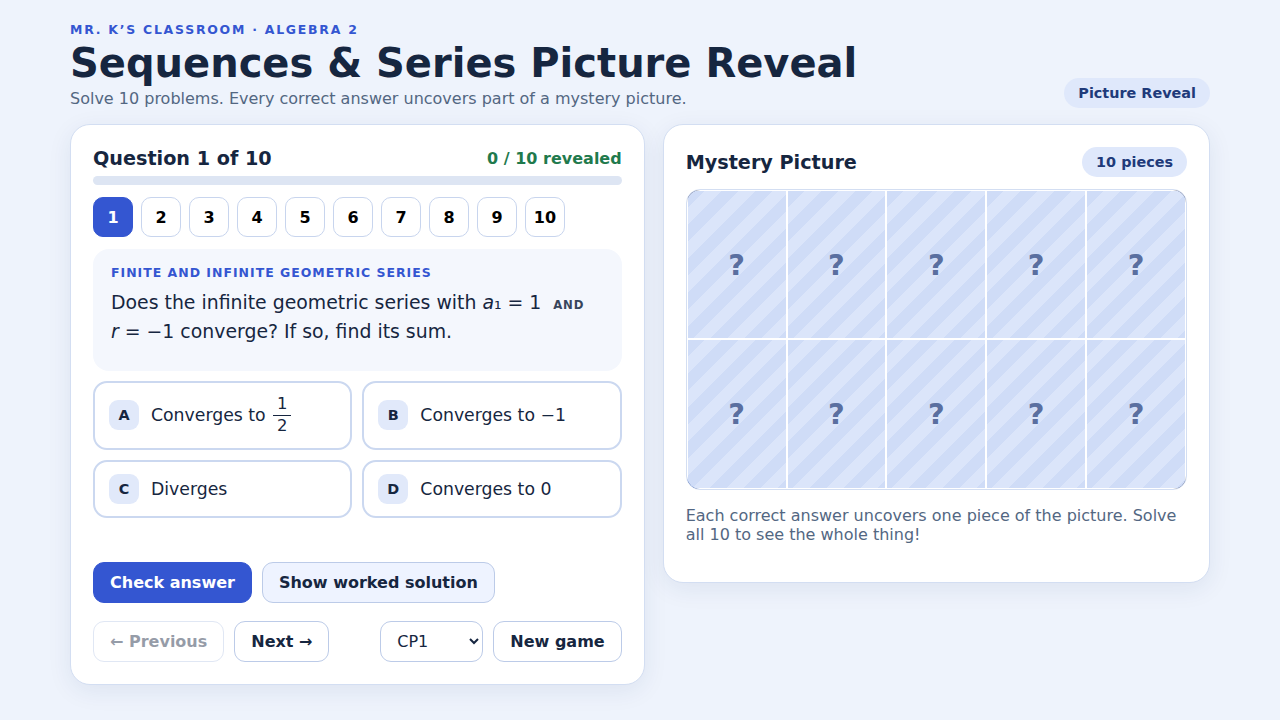 MR. K’S CLASSROOM · ALGEBRA 2
Sequences & Series Picture Reveal
Solve 10 problems. Every correct answer uncovers part of a mystery picture.
Picture Reveal
Question 1 of 10
0 / 10 revealed
1 2 3 4 5 6 7 8 9 10
FINITE AND INFINITE GEOMETRIC SERIES
Does the infinite geometric series with a₁ = 1 AND
r = −1 converge? If so, find its sum.
A Converges to 1/2
B Converges to −1
C Diverges
D Converges to 0
Check answer
Show worked solution
← Previous
Next →
CP1
New game
Mystery Picture
10 pieces
? ? ? ? ?
? ? ? ? ?
Each correct answer uncovers one piece of the picture. Solve
all 10 to see the whole thing!